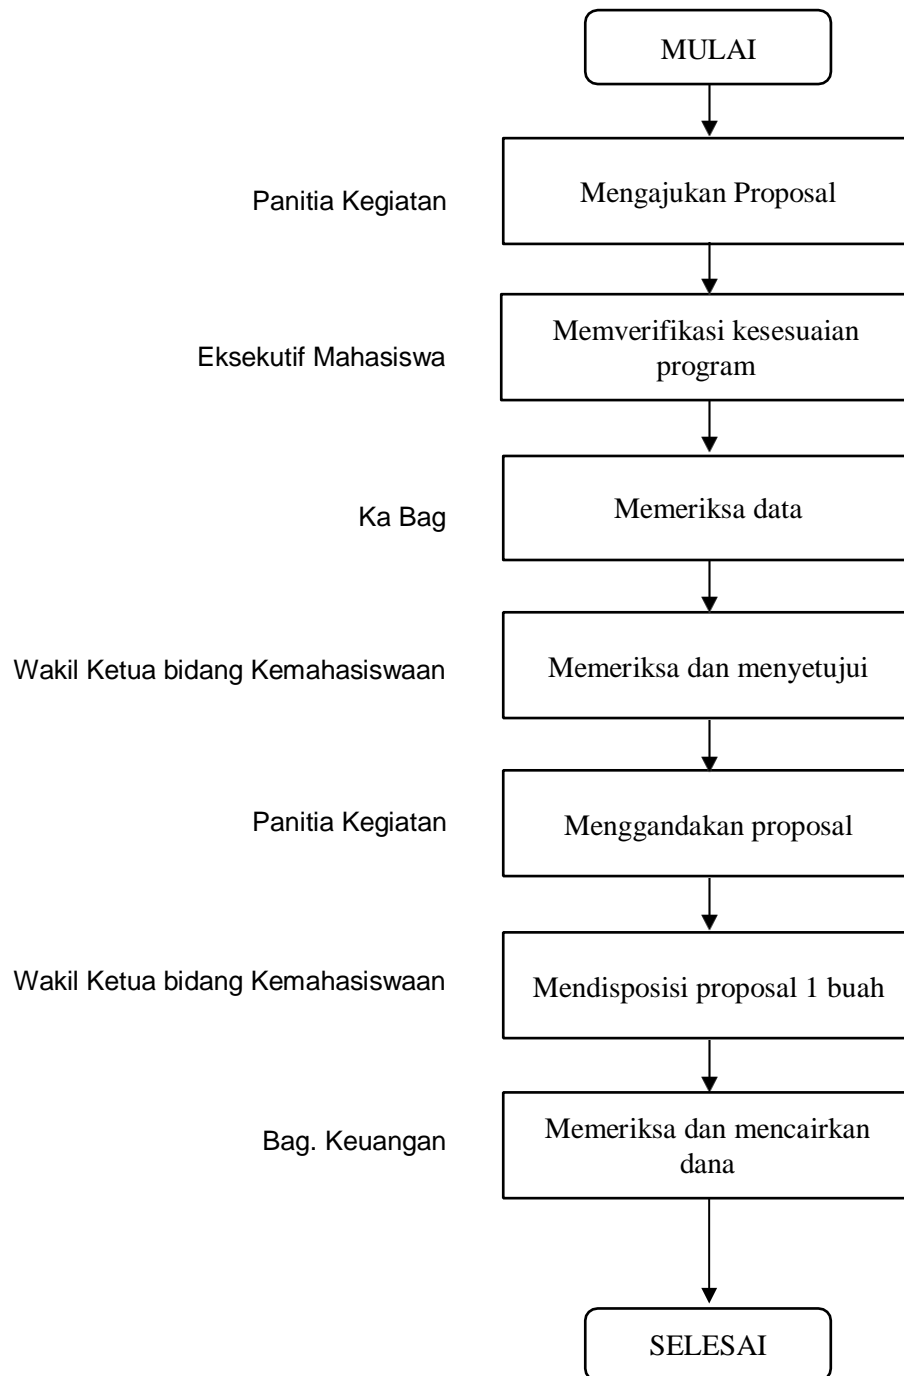 MULAI
Panitia Kegiatan
Mengajukan Proposal
Eksekutif Mahasiswa
Memverifikasi kesesuaian
program
Ka Bag
Memeriksa data
Wakil Ketua bidang Kemahasiswaan
Memeriksa dan menyetujui
Panitia Kegiatan
Menggandakan proposal
Wakil Ketua bidang Kemahasiswaan
Mendisposisi proposal 1 buah
Bag. Keuangan
Memeriksa dan mencairkan
dana
SELESAI